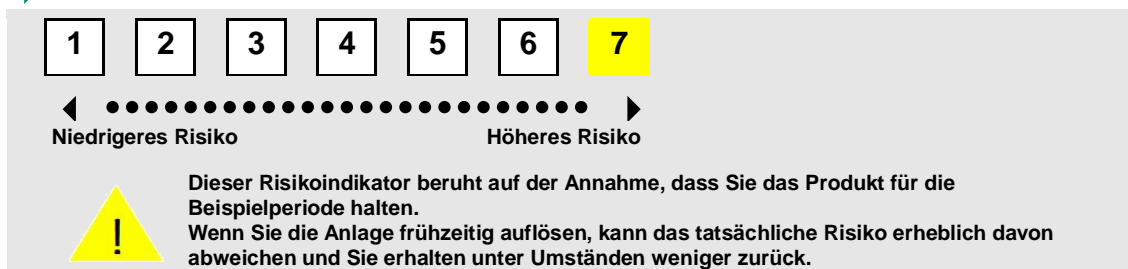 1 2 3 4 5 6 7
Niedrigeres Risiko Höheres Risiko
Dieser Risikoindikator beruht auf der Annahme, dass Sie das Produkt für die
Beispielperiode halten.
! Wenn Sie die Anlage frühzeitig auflösen, kann das tatsächliche Risiko erheblich davon
abweichen und Sie erhalten unter Umständen weniger zurück.